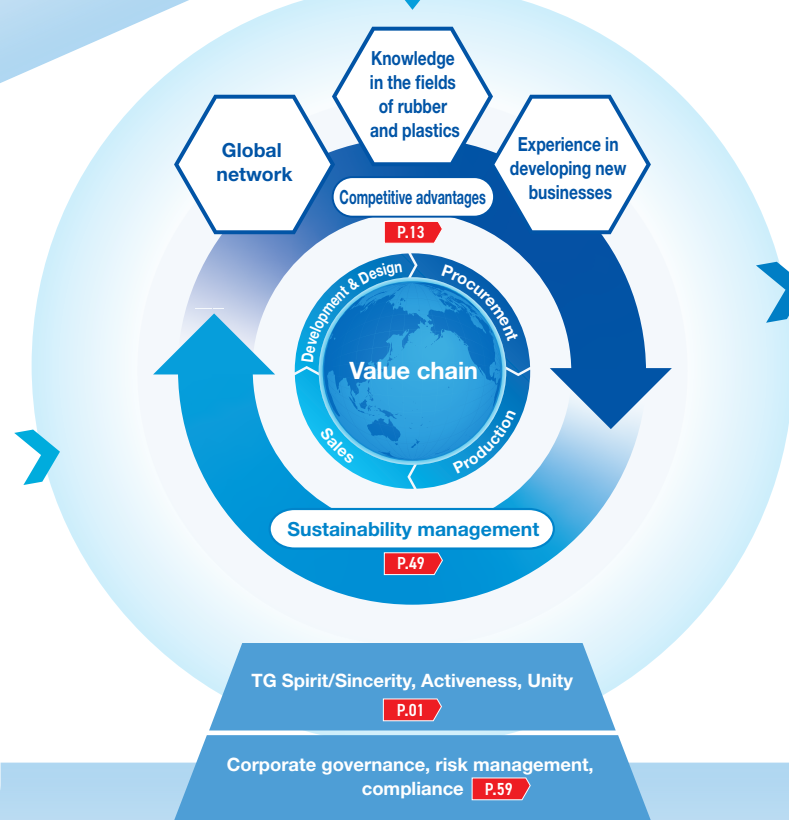 Knowledge
in the fields
of rubber
and plastics
Global
network
Experience in
developing new
businesses
Competitive advantages
P.13
Development & Design
Procurement
Value chain
Sales
Production
Sustainability management
P.49
TG Spirit/Sincerity, Activeness, Unity
P.01
Corporate governance, risk management,
compliance P.59